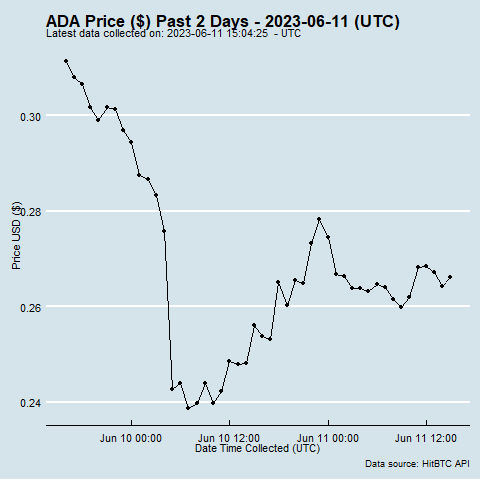 ADA Price ($) Past 2 Days - 2023-06-11 (UTC)
Latest data collected on: 2023-06-11 15:04:25  - UTC
0.30
0.28
0.26
0.24
Price USD ($)
Jun 10 00:00 Jun 10 12:00 Jun 11 00:00 Jun 11 12:00
Date Time Collected (UTC)
Data source: HitBTC API